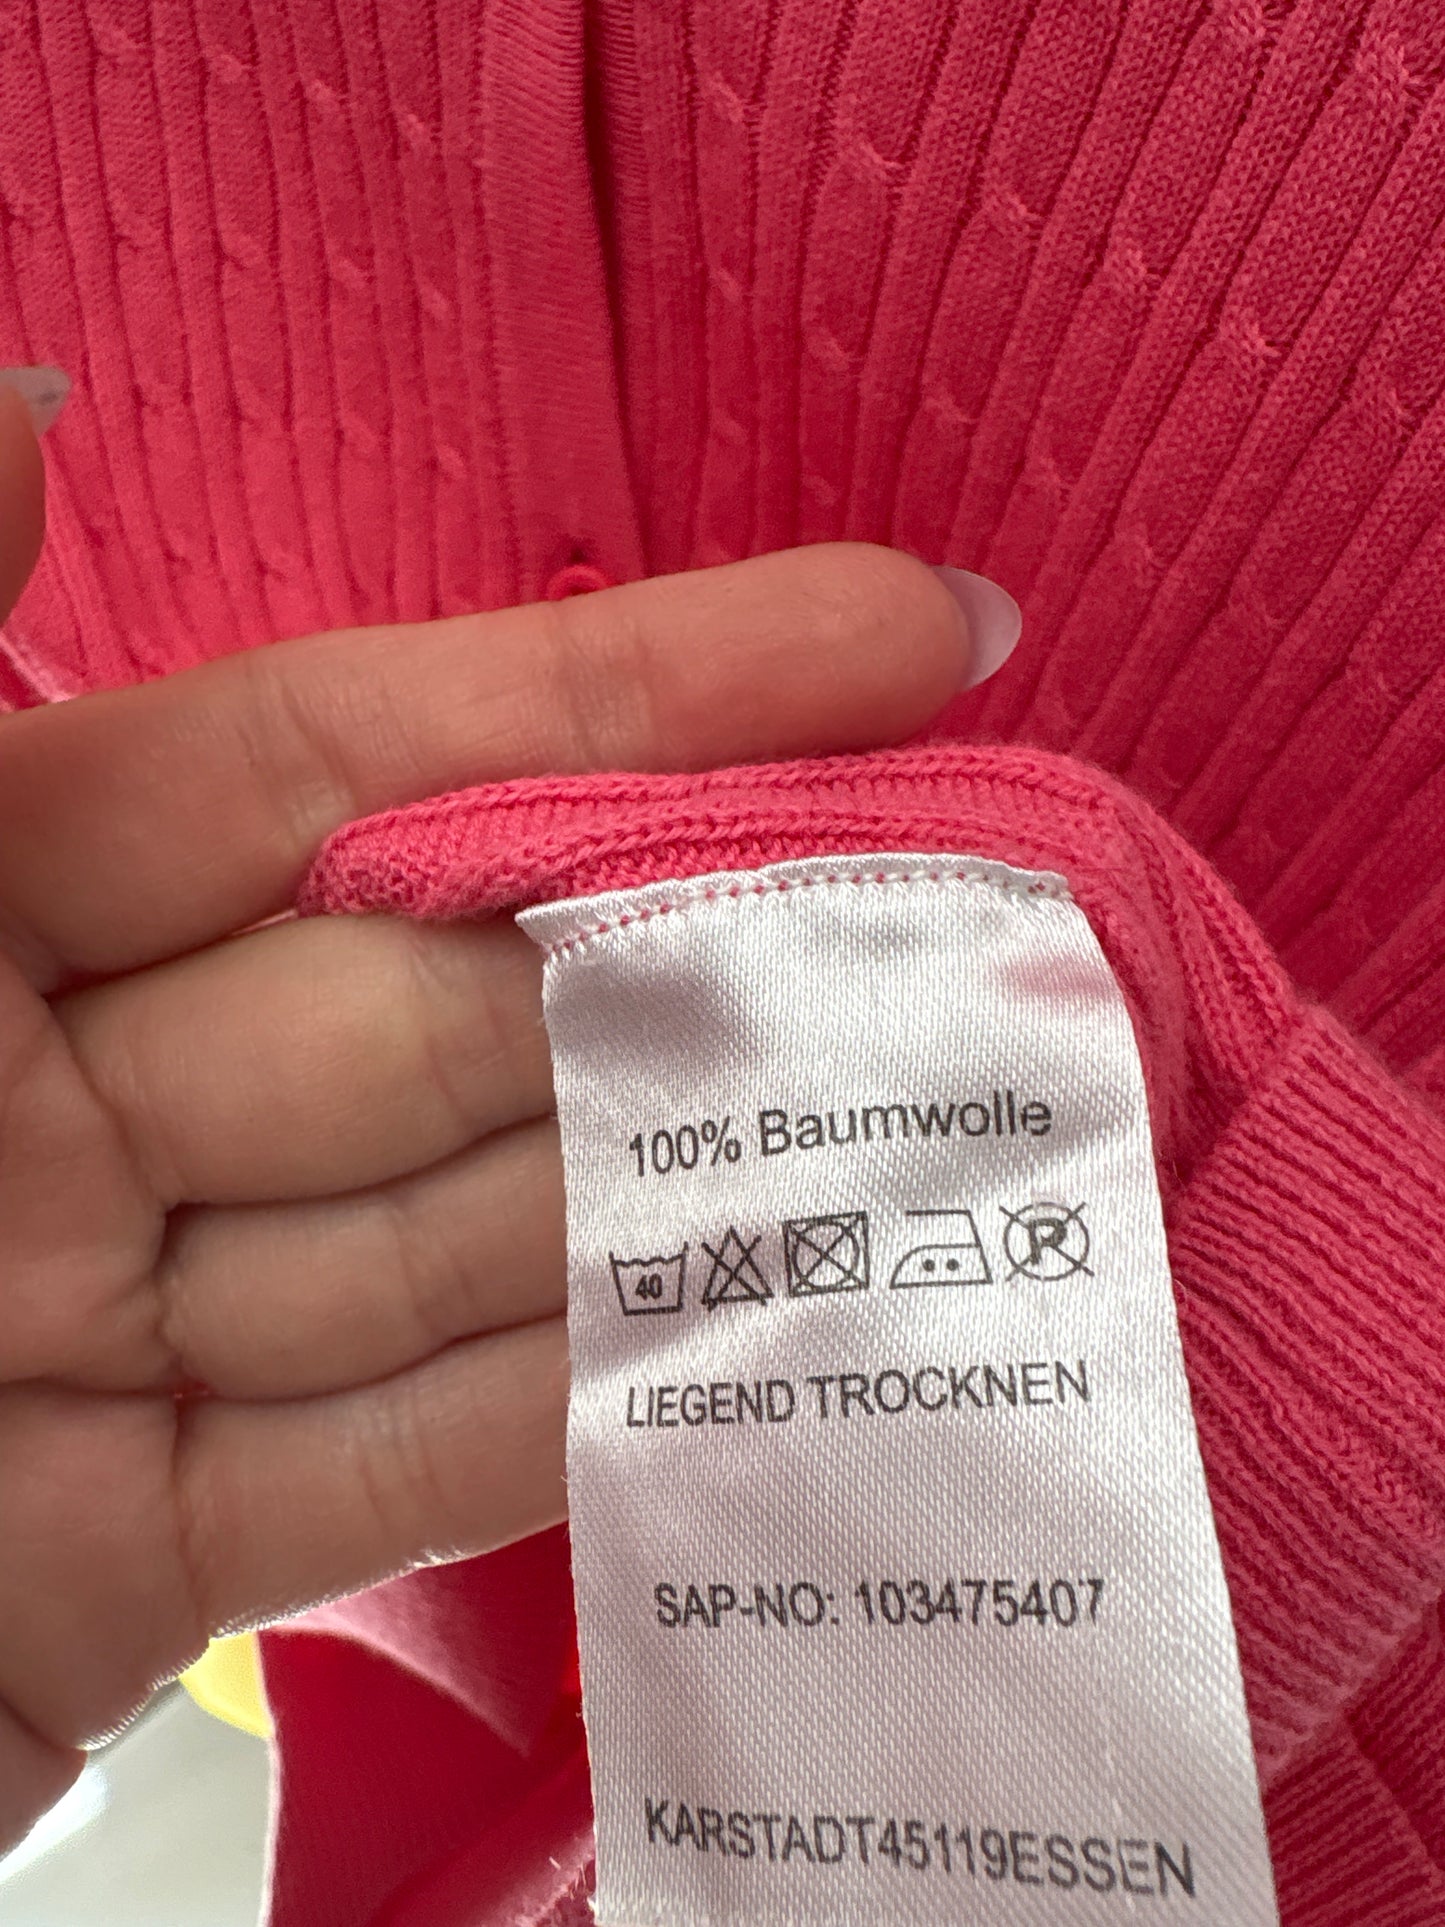 100% Baumwolle
40 P
LIEGEND TROCKNEN
SAP-NO: 103475407
KARSTADT45119ESSEN